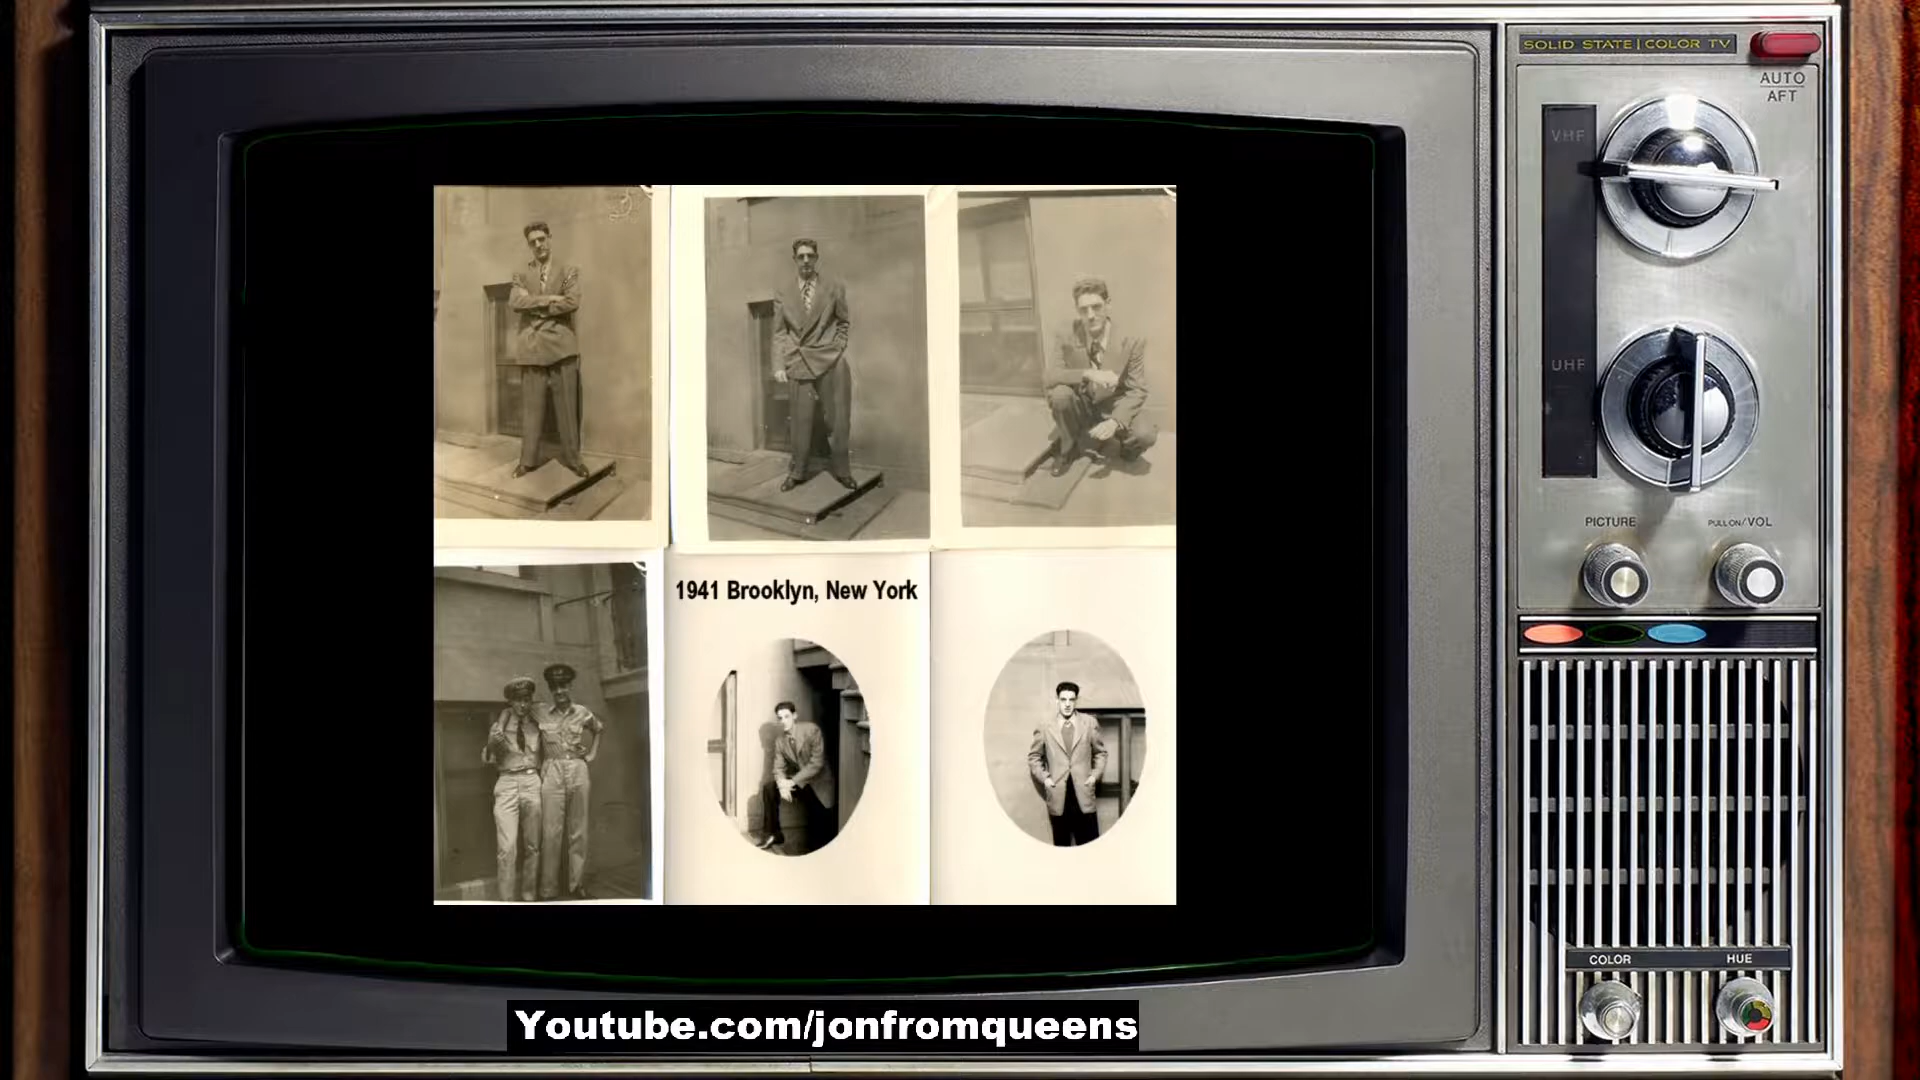 SOLID STATE | COLOR TV
AUTO
AFT
VHF
UHF
PICTURE
PULL ON/VOL
1941 Brooklyn, New York
COLOR
HUE
Youtube.com/jonfromqueens